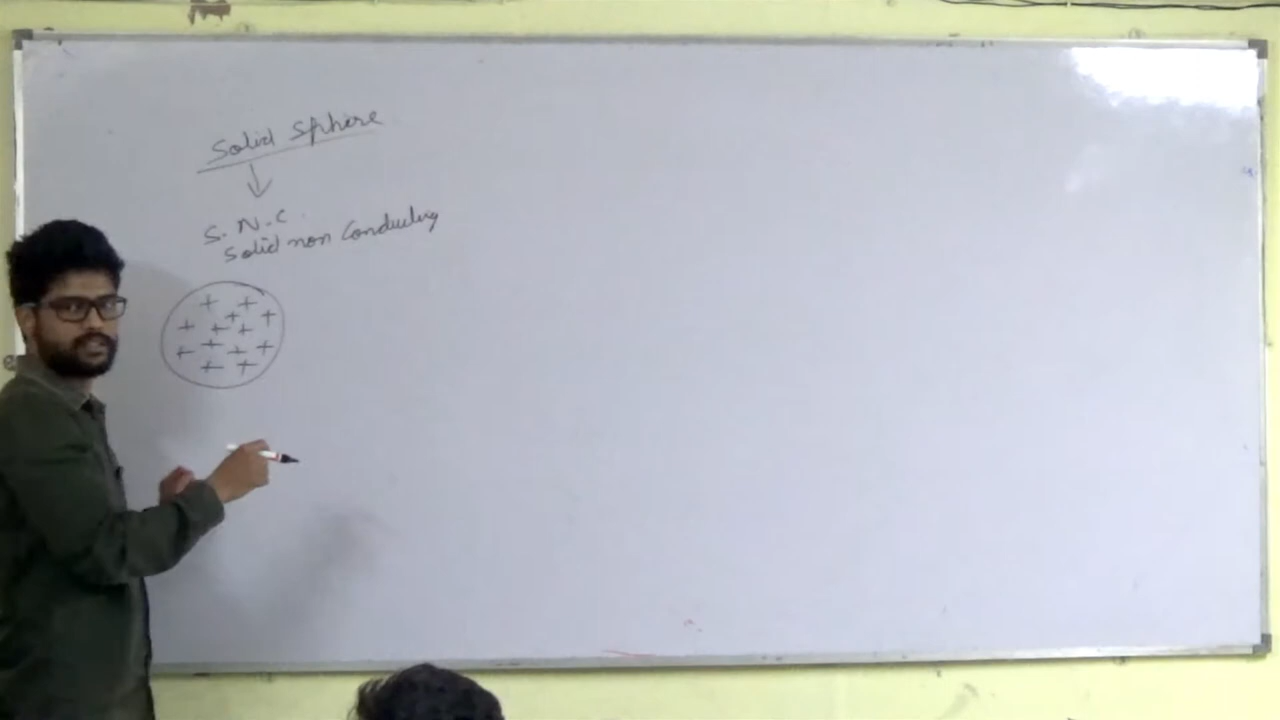 Solid Sphere
S. N. C.
Solid non Conducting
+ +
+ + + +
+ +
+ + + +
+ +